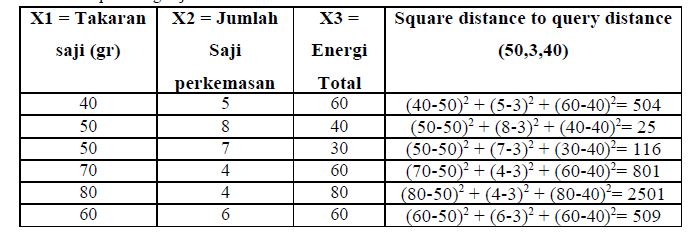 X1 = Takaran saji (gr) | X2 = Jumlah Saji perkemasan | X3 = Energi Total | Square distance to query distance (50,3,40)
40 | 5 | 60 | (40-50)² + (5-3)² + (60-40)²= 504
50 | 8 | 40 | (50-50)² + (8-3)² + (40-40)²= 25
50 | 7 | 30 | (50-50)² + (7-3)² + (30-40)²= 116
70 | 4 | 60 | (70-50)² + (4-3)² + (60-40)²= 801
80 | 4 | 80 | (80-50)² + (4-3)² + (80-40)²= 2501
60 | 6 | 60 | (60-50)² + (6-3)² + (60-40)²= 509